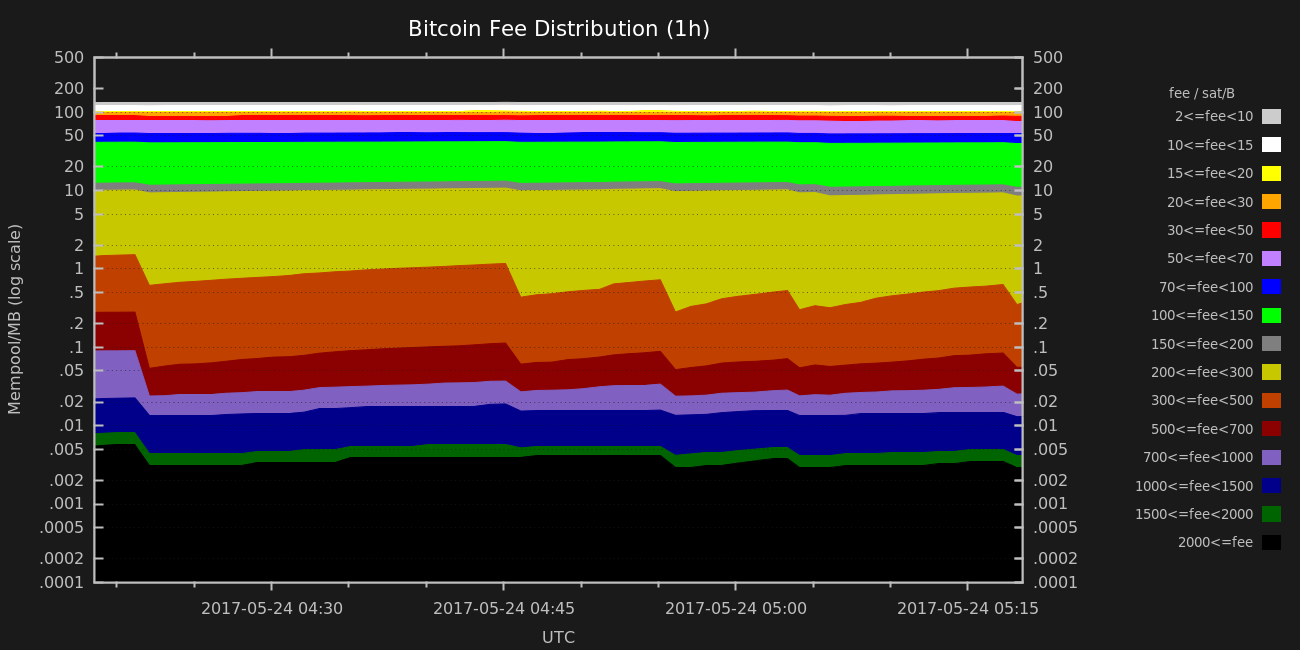 Bitcoin Fee Distribution (1h)
500
200
100
50
20
10
5
2
1
.5
.2
.1
.05
.02
.01
.005
.002
.001
.0005
.0002
.0001
Mempool/MB (log scale)
500
200
100
50
20
10
5
2
1
.5
.2
.1
.05
.02
.01
.005
.002
.001
.0005
.0002
.0001
2017-05-24 04:30 2017-05-24 04:45 2017-05-24 05:00 2017-05-24 05:15
UTC
fee / sat/B
2<=fee<10
10<=fee<15
15<=fee<20
20<=fee<30
30<=fee<50
50<=fee<70
70<=fee<100
100<=fee<150
150<=fee<200
200<=fee<300
300<=fee<500
500<=fee<700
700<=fee<1000
1000<=fee<1500
1500<=fee<2000
2000<=fee